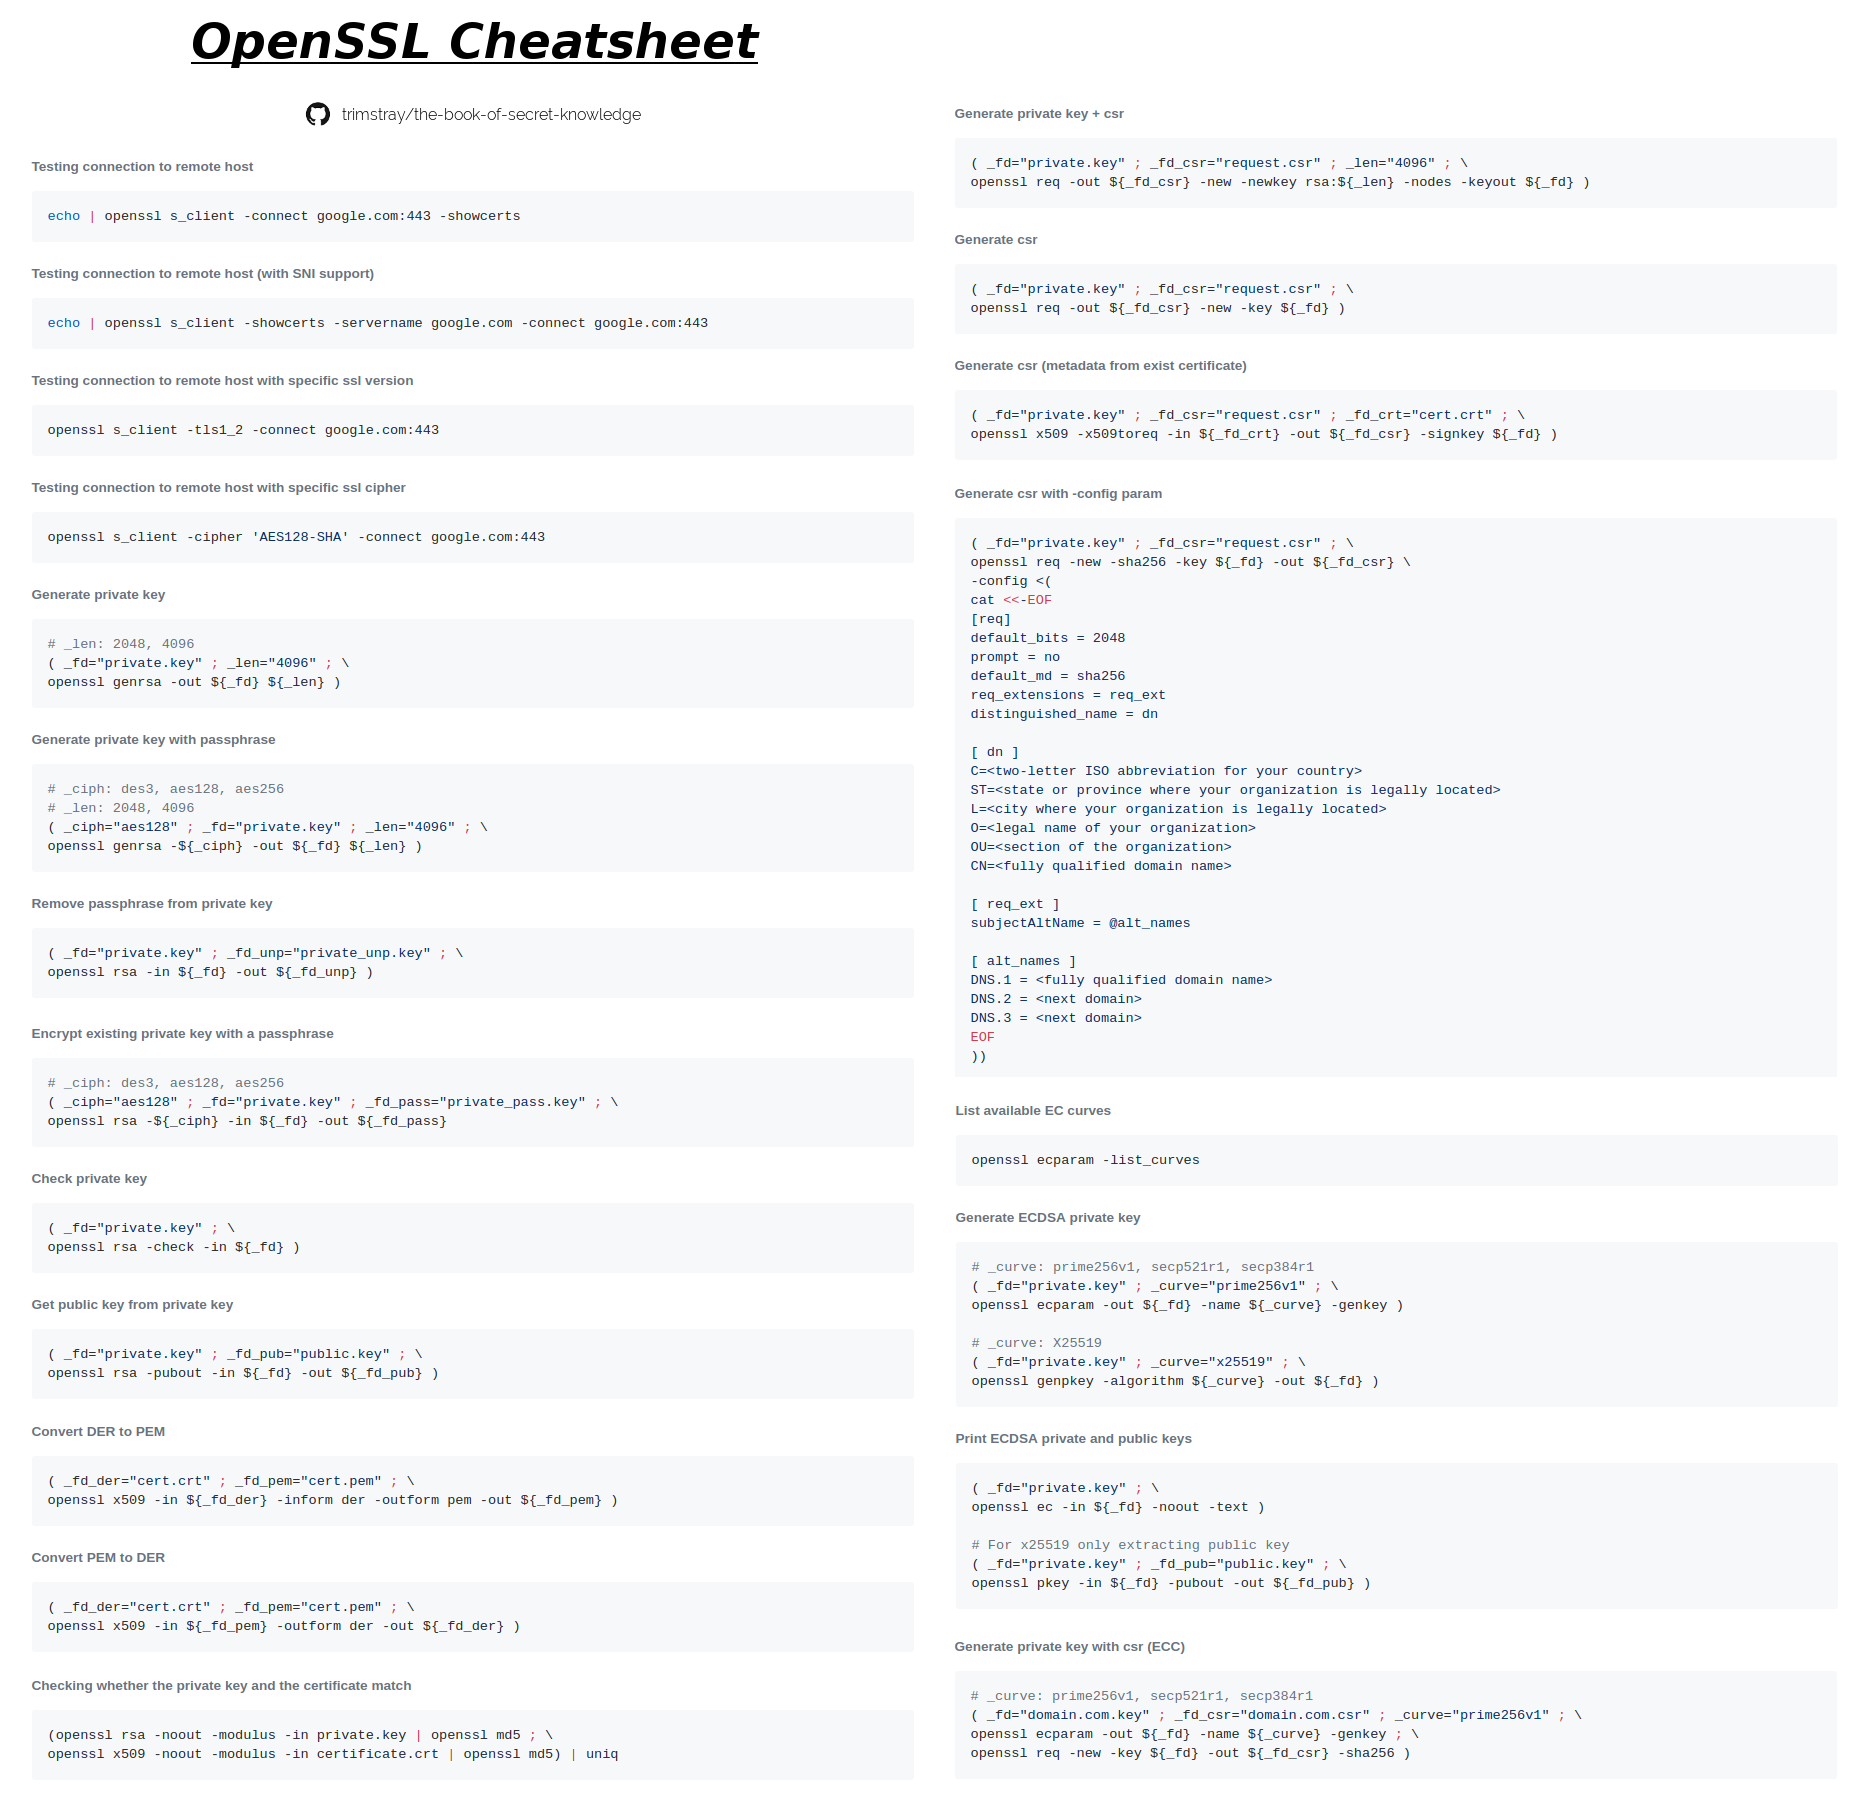 OpenSSL Cheatsheet
trimstray/the-book-of-secret-knowledge
Testing connection to remote host
echo | openssl s_client -connect google.com:443 -showcerts
Testing connection to remote host (with SNI support)
echo | openssl s_client -showcerts -servername google.com -connect google.com:443
Testing connection to remote host with specific ssl version
openssl s_client -tls1_2 -connect google.com:443
Testing connection to remote host with specific ssl cipher
openssl s_client -cipher 'AES128-SHA' -connect google.com:443
Generate private key
# _len: 2048, 4096
( _fd="private.key" ; _len="4096" ; \
openssl genrsa -out ${_fd} ${_len} )
Generate private key with passphrase
# _ciph: des3, aes128, aes256
# _len: 2048, 4096
( _ciph="aes128" ; _fd="private.key" ; _len="4096" ; \
openssl genrsa -${_ciph} -out ${_fd} ${_len} )
Remove passphrase from private key
( _fd="private.key" ; _fd_unp="private_unp.key" ; \
openssl rsa -in ${_fd} -out ${_fd_unp} )
Encrypt existing private key with a passphrase
# _ciph: des3, aes128, aes256
( _ciph="aes128" ; _fd="private.key" ; _fd_pass="private_pass.key" ; \
openssl rsa -${_ciph} -in ${_fd} -out ${_fd_pass}
Check private key
( _fd="private.key" ; \
openssl rsa -check -in ${_fd} )
Get public key from private key
( _fd="private.key" ; _fd_pub="public.key" ; \
openssl rsa -pubout -in ${_fd} -out ${_fd_pub} )
Convert DER to PEM
( _fd_der="cert.crt" ; _fd_pem="cert.pem" ; \
openssl x509 -in ${_fd_der} -inform der -outform pem -out ${_fd_pem} )
Convert PEM to DER
( _fd_der="cert.crt" ; _fd_pem="cert.pem" ; \
openssl x509 -in ${_fd_pem} -outform der -out ${_fd_der} )
Checking whether the private key and the certificate match
(openssl rsa -noout -modulus -in private.key | openssl md5 ; \
openssl x509 -noout -modulus -in certificate.crt | openssl md5) | uniq
Generate private key + csr
( _fd="private.key" ; _fd_csr="request.csr" ; _len="4096" ; \
openssl req -out ${_fd_csr} -new -newkey rsa:${_len} -nodes -keyout ${_fd} )
Generate csr
( _fd="private.key" ; _fd_csr="request.csr" ; \
openssl req -out ${_fd_csr} -new -key ${_fd} )
Generate csr (metadata from exist certificate)
( _fd="private.key" ; _fd_csr="request.csr" ; _fd_crt="cert.crt" ; \
openssl x509 -x509toreq -in ${_fd_crt} -out ${_fd_csr} -signkey ${_fd} )
Generate csr with -config param
( _fd="private.key" ; _fd_csr="request.csr" ; \
openssl req -new -sha256 -key ${_fd} -out ${_fd_csr} \
-config <(
cat <<-EOF
[req]
default_bits = 2048
prompt = no
default_md = sha256
req_extensions = req_ext
distinguished_name = dn
[ dn ]
C=<two-letter ISO abbreviation for your country>
ST=<state or province where your organization is legally located>
L=<city where your organization is legally located>
O=<legal name of your organization>
OU=<section of the organization>
CN=<fully qualified domain name>
[ req_ext ]
subjectAltName = @alt_names
[ alt_names ]
DNS.1 = <fully qualified domain name>
DNS.2 = <next domain>
DNS.3 = <next domain>
EOF
))
List available EC curves
openssl ecparam -list_curves
Generate ECDSA private key
# _curve: prime256v1, secp521r1, secp384r1
( _fd="private.key" ; _curve="prime256v1" ; \
openssl ecparam -out ${_fd} -name ${_curve} -genkey )
# _curve: X25519
( _fd="private.key" ; _curve="x25519" ; \
openssl genpkey -algorithm ${_curve} -out ${_fd} )
Print ECDSA private and public keys
( _fd="private.key" ; \
openssl ec -in ${_fd} -noout -text )
# For x25519 only extracting public key
( _fd="private.key" ; _fd_pub="public.key" ; \
openssl pkey -in ${_fd} -pubout -out ${_fd_pub} )
Generate private key with csr (ECC)
# _curve: prime256v1, secp521r1, secp384r1
( _fd="domain.com.key" ; _fd_csr="domain.com.csr" ; _curve="prime256v1" ; \
openssl ecparam -out ${_fd} -name ${_curve} -genkey ; \
openssl req -new -key ${_fd} -out ${_fd_csr} -sha256 )